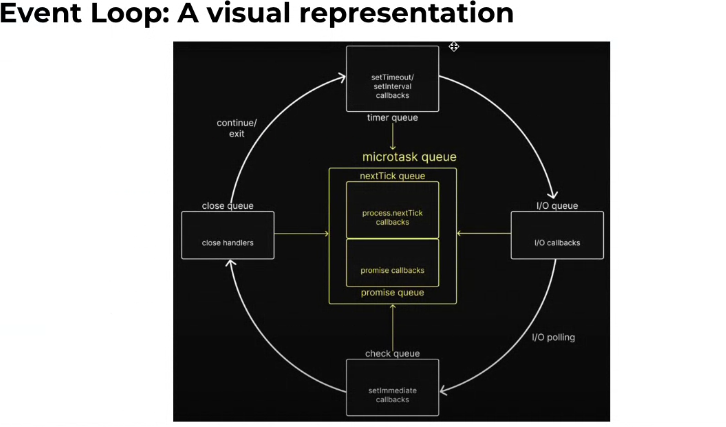 Event Loop: A visual representation
setTimeout/
setInterval
callbacks
timer queue
continue/
exit
microtask queue
nextTick queue
process.nextTick
callbacks
promise callbacks
promise queue
close queue
close handlers
I/O queue
I/O callbacks
I/O polling
check queue
setImmediate
callbacks